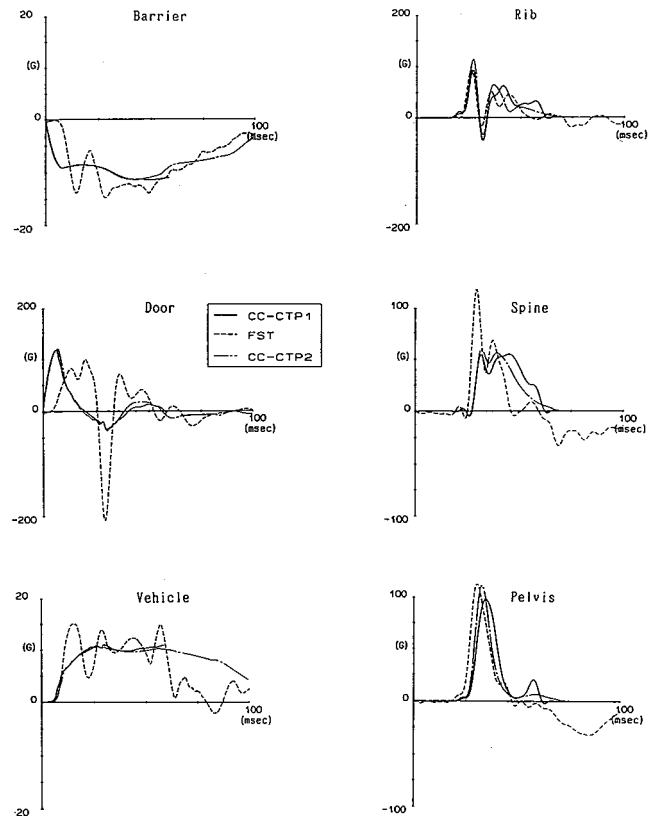 Barrier
20
(G)
0
100
(msec)
-20
Rib
200
(G)
0
100
(msec)
-200
Door
200
(G)
0
100
(msec)
-200
CC-CTP1
FST
CC-CTP2
Spine
100
(G)
0
100
(msec)
-100
Vehicle
20
(G)
0
100
(msec)
-20
Pelvis
100
(G)
0
100
(msec)
-100